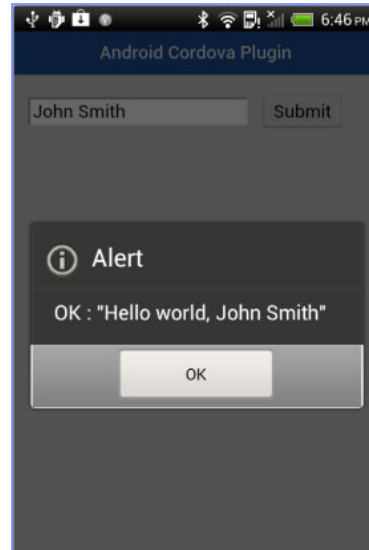 6:46 PM
Android Cordova Plugin
John Smith
Submit
Alert
OK : "Hello world, John Smith"
OK